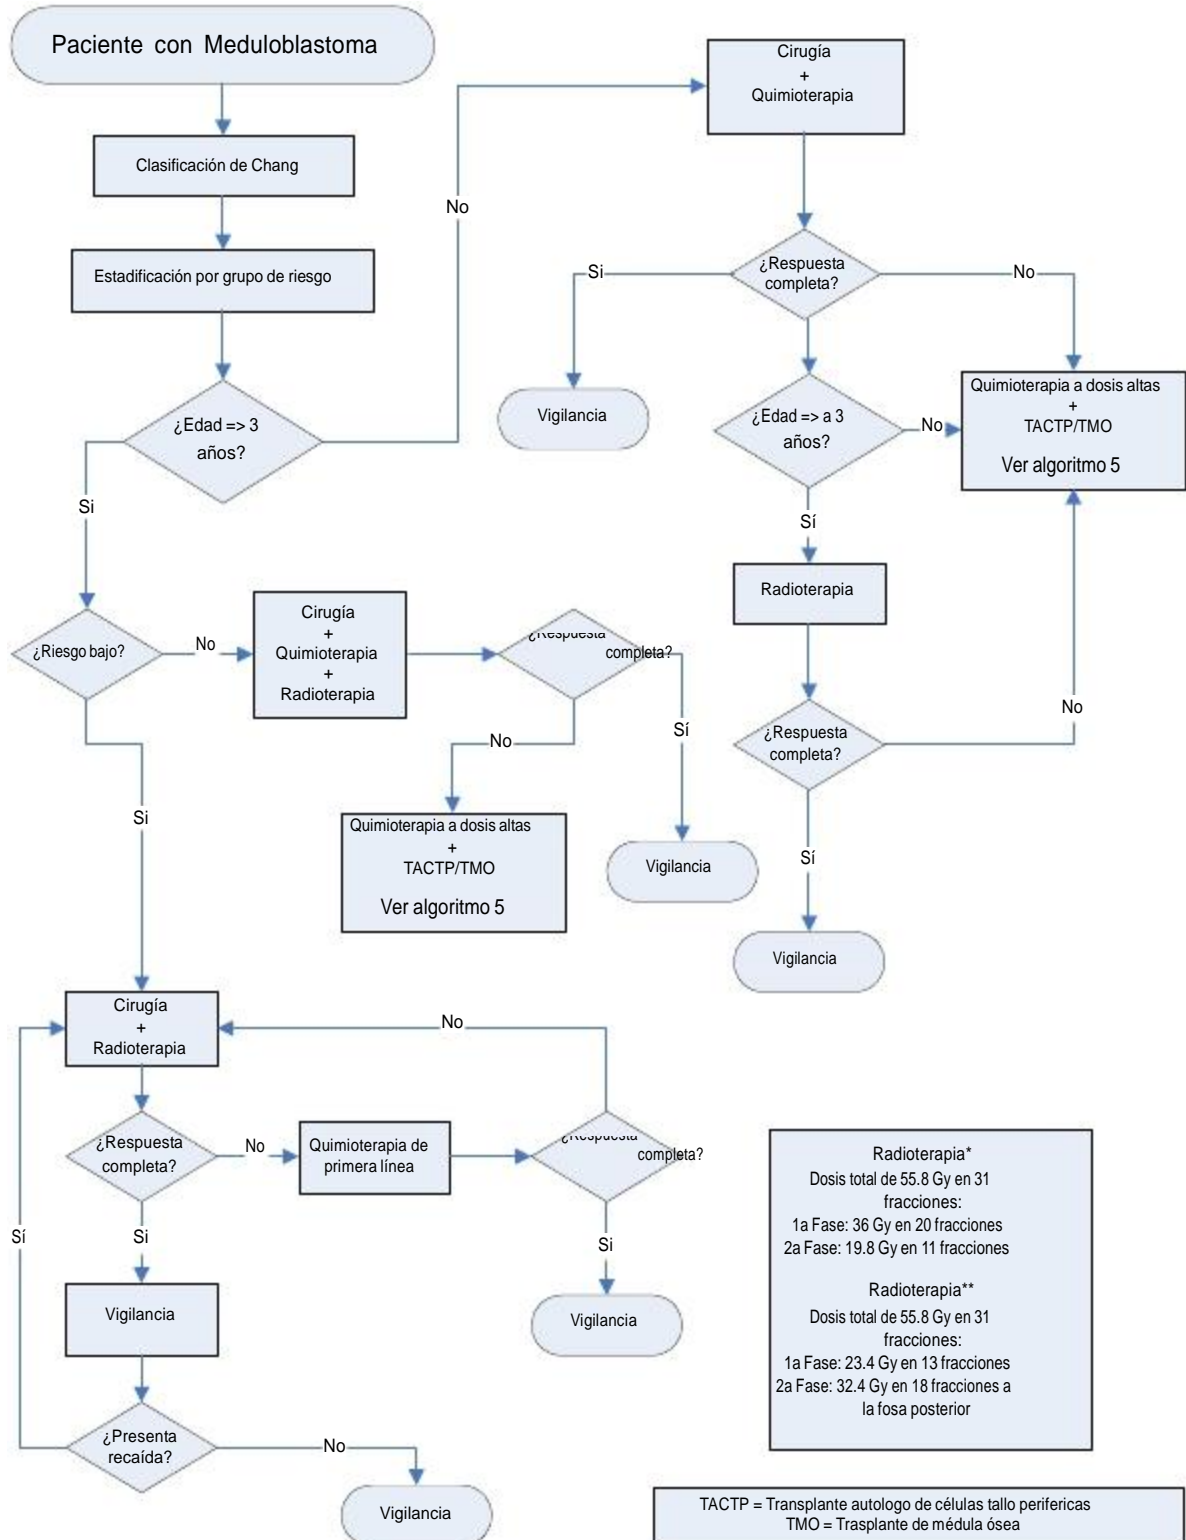 Paciente con Meduloblastoma
Clasificación de Chang
Estadificación por grupo de riesgo
¿Edad => 3
años?
No
Si
Cirugía
+
Quimioterapia
¿Respuesta
completa?
Si
No
Vigilancia
¿Edad => a 3
años?
No
Quimioterapia a dosis altas
+
TACTP/TMO
Ver algoritmo 5
Sí
Radioterapia
¿Respuesta
completa?
No
Sí
Vigilancia
¿Riesgo bajo?
No
Cirugía
+
Quimioterapia
+
Radioterapia
¿Respuesta
completa?
No
Sí
Quimioterapia a dosis altas
+
TACTP/TMO
Ver algoritmo 5
Vigilancia
Si
Cirugía
+
Radioterapia
No
¿Respuesta
completa?
No
Quimioterapia de
primera línea
¿Respuesta
completa?
Si
Vigilancia
Si
Vigilancia
Sí
¿Presenta
recaída?
No
Vigilancia
Radioterapia*
Dosis total de 55.8 Gy en 31
fracciones:
1a Fase: 36 Gy en 20 fracciones
2a Fase: 19.8 Gy en 11 fracciones
Radioterapia**
Dosis total de 55.8 Gy en 31
fracciones:
1a Fase: 23.4 Gy en 13 fracciones
2a Fase: 32.4 Gy en 18 fracciones a
la fosa posterior
TACTP = Transplante autologo de células tallo perifericas
TMO = Trasplante de médula ósea